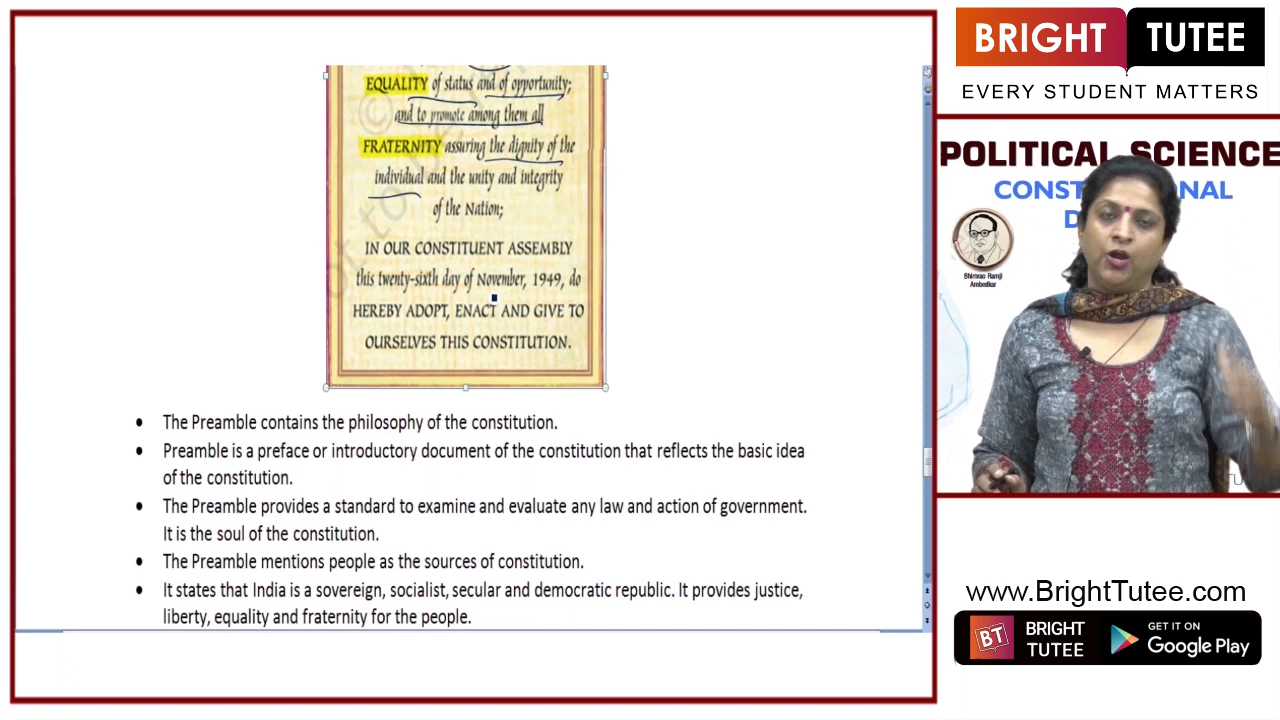 EQUALITY of status and of opportunity;
and to promote among them all
FRATERNITY assuring the dignity of the
individual and the unity and integrity
of the Nation;
IN OUR CONSTITUENT ASSEMBLY
this twenty-sixth day of November, 1949, do
HEREBY ADOPT, ENACT AND GIVE TO
OURSELVES THIS CONSTITUTION.
• The Preamble contains the philosophy of the constitution.
• Preamble is a preface or introductory document of the constitution that reflects the basic idea
of the constitution.
• The Preamble provides a standard to examine and evaluate any law and action of government.
It is the soul of the constitution.
• The Preamble mentions people as the sources of constitution.
• It states that India is a sovereign, socialist, secular and democratic republic. It provides justice,
liberty, equality and fraternity for the people.
BRIGHT TUTEE
EVERY STUDENT MATTERS
POLITICAL SCIENCE
Bhimrao Ramji
Ambedkar
www.BrightTutee.com
BT
BRIGHT
TUTEE
GET IT ON
Google Play